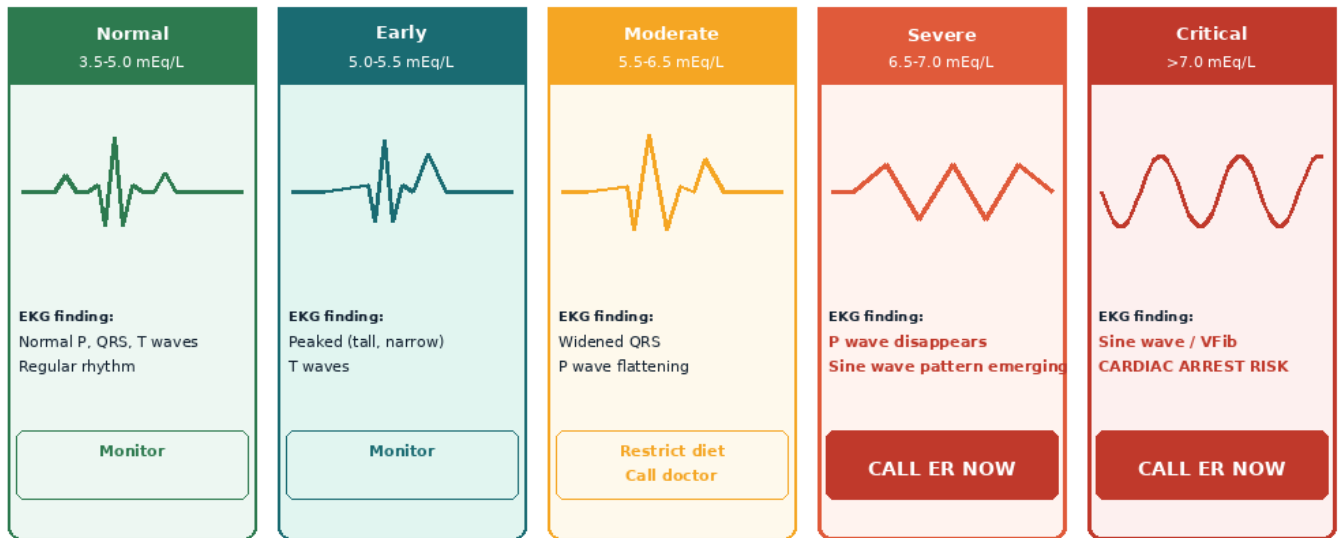 Normal
3.5-5.0 mEq/L
EKG finding:
Normal P, QRS, T waves
Regular rhythm
Monitor
Early
5.0-5.5 mEq/L
EKG finding:
Peaked (tall, narrow)
T waves
Monitor
Moderate
5.5-6.5 mEq/L
EKG finding:
Widened QRS
P wave flattening
Restrict diet
Call doctor
Severe
6.5-7.0 mEq/L
EKG finding:
P wave disappears
Sine wave pattern emerging
CALL ER NOW
Critical
>7.0 mEq/L
EKG finding:
Sine wave / VFib
CARDIAC ARREST RISK
CALL ER NOW